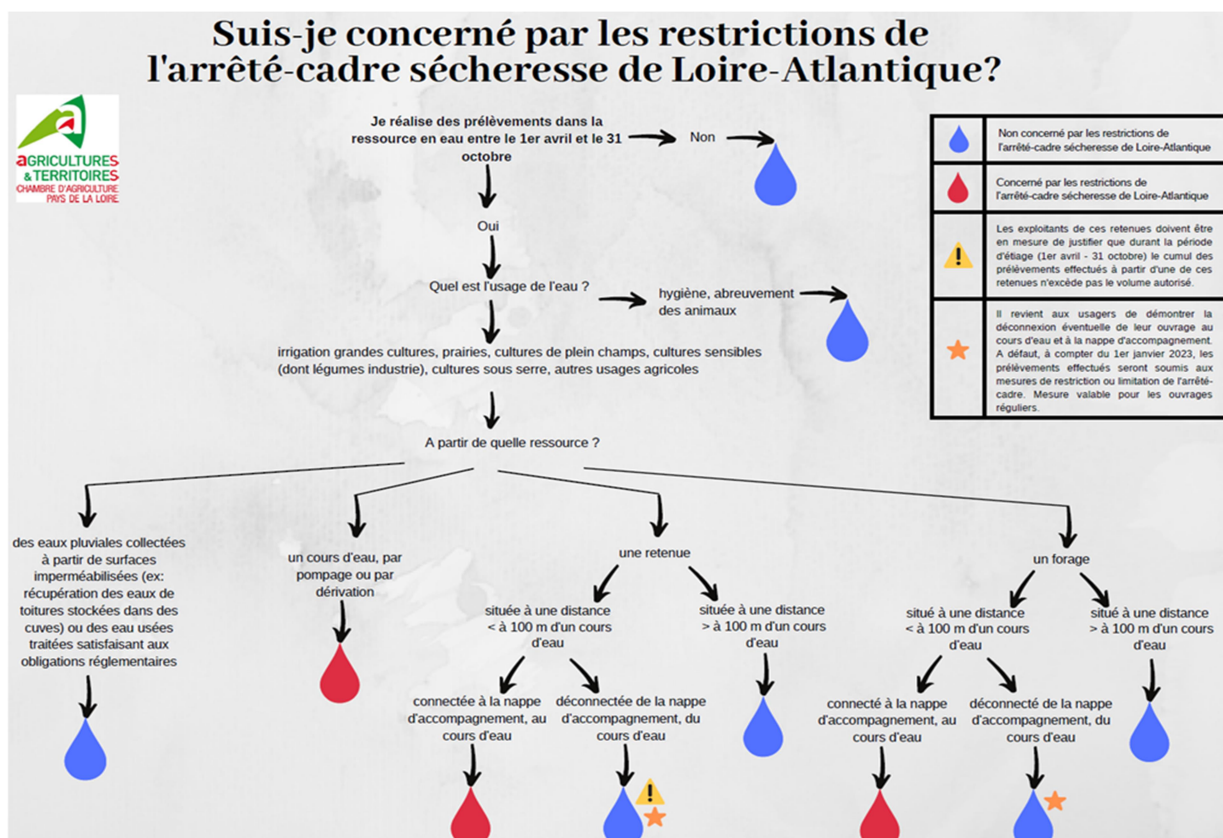 Suis-je concerné par les restrictions de
l'arrêté-cadre sécheresse de Loire-Atlantique?
aGRICULTURES
& TERRITOIRES
CHAMBRE D'AGRICULTURE
PAYS DE LA LOIRE
Je réalise des prélèvements dans la
ressource en eau entre le 1er avril et le 31
octobre
Non
Oui
Quel est l'usage de l'eau ?
hygiène, abreuvement
des animaux
irrigation grandes cultures, prairies, cultures de plein champs, cultures sensibles
(dont légumes industrie), cultures sous serre, autres usages agricoles
A partir de quelle ressource ?
Non concerné par les restrictions de
l'arrêté-cadre sécheresse de Loire-Atlantique
Concerné par les restrictions de
l'arrêté-cadre sécheresse de Loire-Atlantique
Les exploitants de ces retenues doivent être
en mesure de justifier que durant la période
d'étiage (1er avril - 31 octobre) le cumul des
prélèvements effectués à partir d'une de ces
retenues n'excède pas le volume autorisé.
Il revient aux usagers de démontrer la
déconnexion éventuelle de leur ouvrage au
cours d'eau et à la nappe d'accompagnement.
A défaut, à compter du 1er janvier 2023, les
prélèvements effectués seront soumis aux
mesures de restriction ou limitation de l'arrêté-
cadre. Mesure valable pour les ouvrages
réguliers.
des eaux pluviales collectées
à partir de surfaces
imperméabilisées (ex:
récupération des eaux de
toitures stockées dans des
cuves) ou des eau usées
traitées satisfaisant aux
obligations réglementaires
un cours d'eau, par
pompage ou par
dérivation
une retenue
située à une distance
< à 100 m d'un cours
d'eau
située à une distance
> à 100 m d'un cours
d'eau
connectée à la nappe
d'accompagnement, au
cours d'eau
déconnectée de la nappe
d'accompagnement, du
cours d'eau
un forage
situé à une distance
< à 100 m d'un cours
d'eau
situé à une distance
> à 100 m d'un cours
d'eau
connecté à la nappe
d'accompagnement, au
cours d'eau
déconnecté de la nappe
d'accompagnement, du
cours d'eau